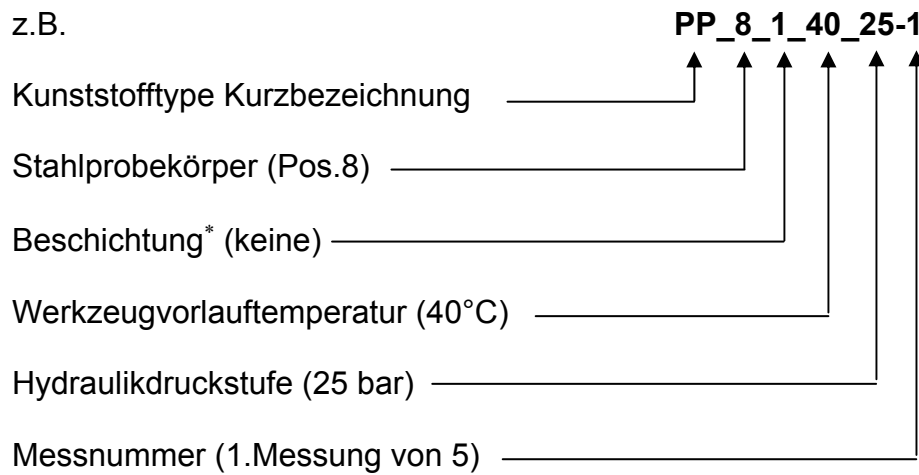 z.B. PP_8_1_40_25-1
Kunststofftype Kurzbezeichnung
Stahlprobekörper (Pos.8)
Beschichtung* (keine)
Werkzeugvorlauftemperatur (40°C)
Hydraulikdruckstufe (25 bar)
Messnummer (1.Messung von 5)